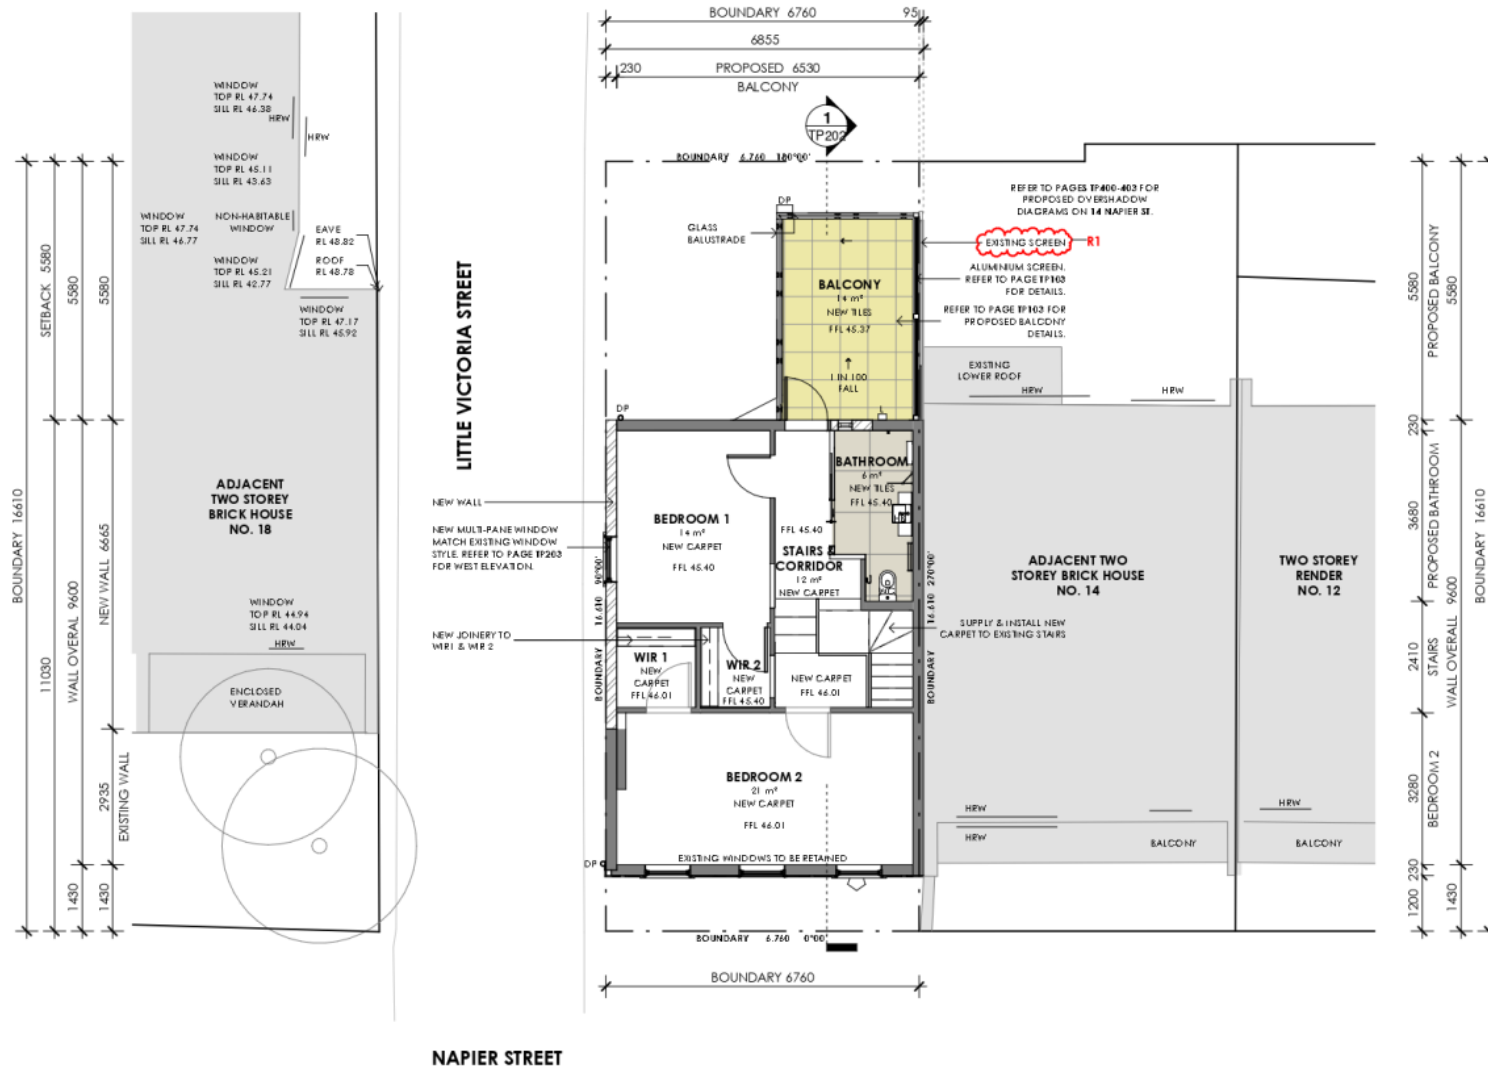 BOUNDARY 6760
95
6855
230
PROPOSED 6530
BALCONY
1
TP202
BOUNDARY 6.760 180°00'
WINDOW
TOP RL 47.74
SILL RL 46.38
HRW
HRW
WINDOW
TOP RL 45.11
SILL RL 43.63
WINDOW
TOP RL 47.74
SILL RL 46.77
NON-HABITABLE
WINDOW
EAVE
RL 48.82
ROOF
RL 48.78
WINDOW
TOP RL 45.21
SILL RL 42.77
WINDOW
TOP RL 47.17
SILL RL 45.92
ADJACENT
TWO STOREY
BRICK HOUSE
NO. 18
WINDOW
TOP RL 44.94
SILL RL 44.04
HRW
ENCLOSED
VERANDAH
BOUNDARY 16610
SETBACK 5580
11030
5580
WALL OVERAL 9600
1430
5580
NEW WALL 6665
2935
EXISTING WALL
1430
LITTLE VICTORIA STREET
DP
GLASS
BALUSTRADE
BALCONY
14 m²
NEW TILES
FFL 45.37
1 IN 100
FALL
REFER TO PAGES TP400-403 FOR
PROPOSED OVERSHADOW
DIAGRAMS ON 14 NAPIER ST.
EXISTING SCREEN
R1
ALUMINIUM SCREEN.
REFER TO PAGE TP103
FOR DETAILS.
REFER TO PAGE TP103 FOR
PROPOSED BALCONY
DETAILS.
EXISTING
LOWER ROOF
HRW
HRW
DP
NEW WALL
NEW MULTI-PANE WINDOW
MATCH EXISTING WINDOW
STYLE. REFER TO PAGE TP203
FOR WEST ELEVATION.
NEW JOINERY TO
WIR1 & WIR 2
BOUNDARY 16.610 90°00'
BEDROOM 1
14 m²
NEW CARPET
FFL 45.40
BATHROOM
6 m²
NEW TILES
FFL 45.40
FFL 45.40
STAIRS &
CORRIDOR
12 m²
NEW CARPET
WIR 1
NEW
CARPET
FFL 46.01
WIR 2
NEW
CARPET
FFL 45.40
NEW CARPET
FFL 46.01
BOUNDARY 16.610 270°00'
SUPPLY & INSTALL NEW
CARPET TO EXISTING STAIRS
BEDROOM 2
21 m²
NEW CARPET
FFL 46.01
EXISTING WINDOWS TO BE RETAINED
DP
BOUNDARY 6.760 0°00'
BOUNDARY 6760
ADJACENT TWO
STOREY BRICK HOUSE
NO. 14
TWO STOREY
RENDER
NO. 12
HRW
HRW
BALCONY
HRW
BALCONY
5580
PROPOSED BALCONY
230
3680
PROPOSED BATHROOM
2410
STAIRS
3280
BEDROOM 2
230
1200
5580
WALL OVERALL 9600
1430
BOUNDARY 16610
NAPIER STREET